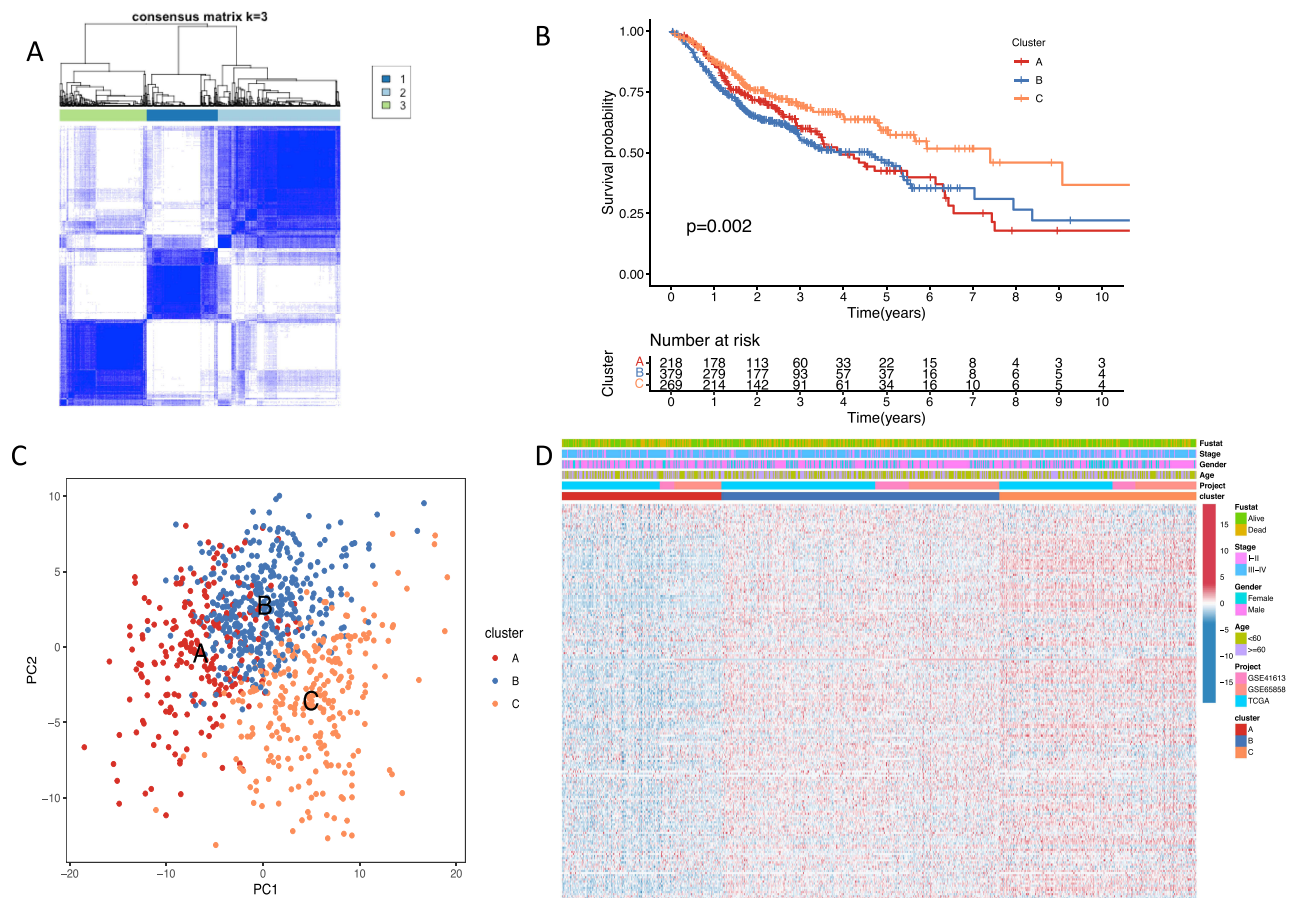 A
consensus matrix k=3
1
2
3
B
Survival probability
1.00
0.75
0.50
0.25
0.00
p=0.002
Cluster
A
B
C
0 1 2 3 4 5 6 7 8 9 10
Time(years)
Number at risk
Cluster
A 218 178 113 60 33 22 15 8 4 3 3
B 379 279 177 93 57 37 16 8 6 5 4
C 269 214 142 91 61 34 16 10 6 5 4
0 1 2 3 4 5 6 7 8 9 10
Time(years)
C
PC2
10
5
0
−5
−10
A
B
C
−20 −10 0 10 20
PC1
cluster
A
B
C
D
Fustat
Stage
Gender
Age
Project
cluster
15
10
5
0
−5
−10
−15
Fustat
Alive
Dead
Stage
I-II
III-IV
Gender
Female
Male
Age
<60
>=60
Project
GSE41613
GSE65858
TCGA
cluster
A
B
C